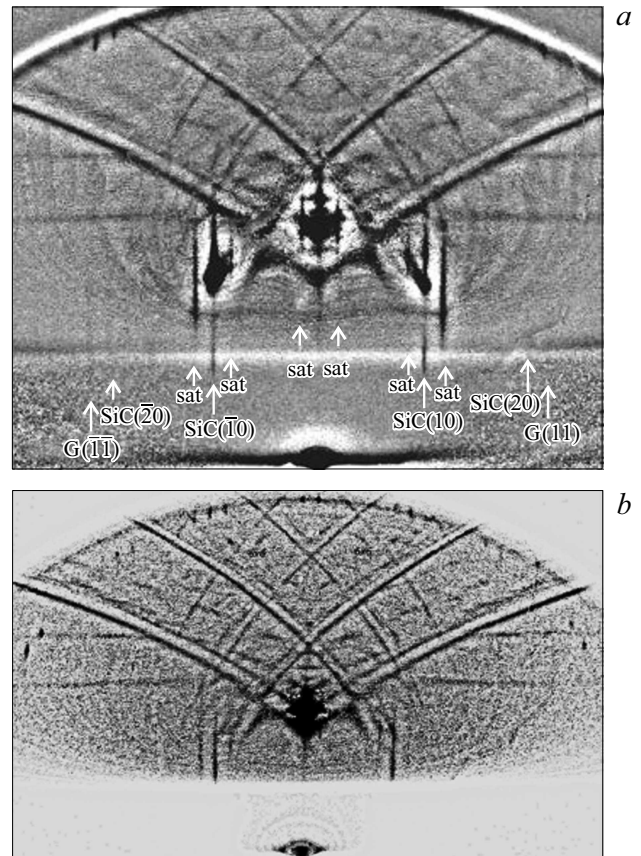 a
sat sat
sat sat sat sat
SiC(2̅0) SiC(1̅0) SiC(10) SiC(20)
G(1̅1̅) G(11)
b